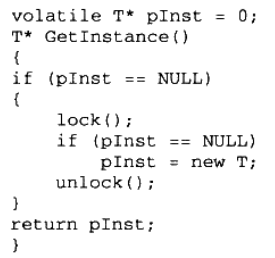 volatile T* pInst = 0;
T* GetInstance()
{
if (pInst == NULL)
{
    lock();
    if (pInst == NULL)
        pInst = new T;
    unlock();
}
return pInst;
}